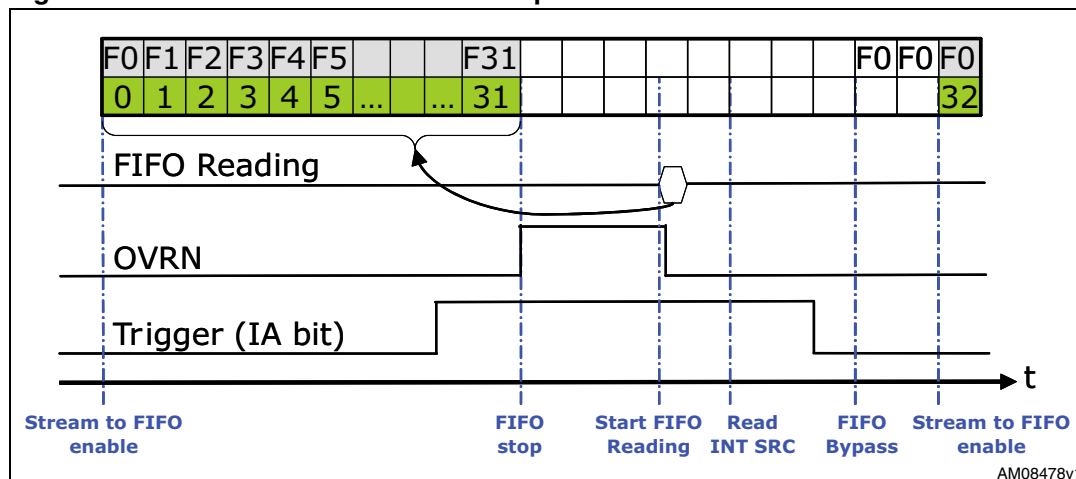 F0 F1 F2 F3 F4 F5 F31 F0 F0 F0
0 1 2 3 4 5 ... ... 31 32
FIFO Reading
OVRN
Trigger (IA bit)
t
Stream to FIFO enable
FIFO stop
Start FIFO Reading
Read INT SRC
FIFO Bypass
Stream to FIFO enable
AM08478v1